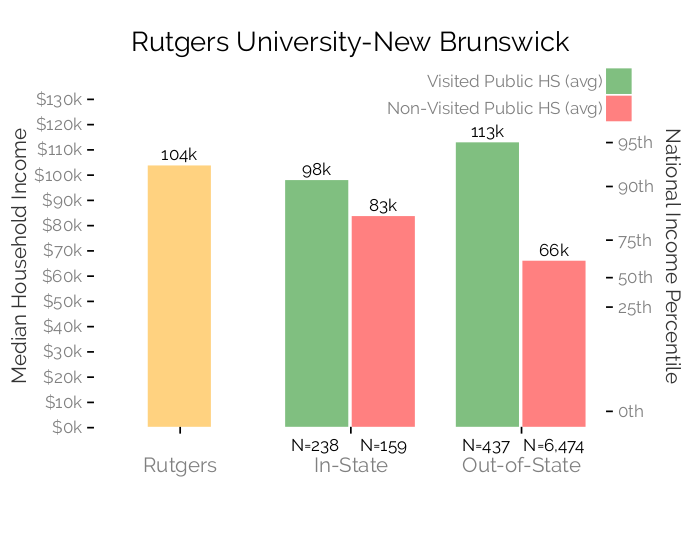 Rutgers University-New Brunswick
Visited Public HS (avg)
Non-Visited Public HS (avg)
Median Household Income
$130k
$120k
$110k
$100k
$90k
$80k
$70k
$60k
$50k
$40k
$30k
$20k
$10k
$0k
104k
98k
83k
113k
66k
95th
90th
75th
50th
25th
0th
National Income Percentile
N=238 N=159 N=437 N=6,474
Rutgers In-State Out-of-State